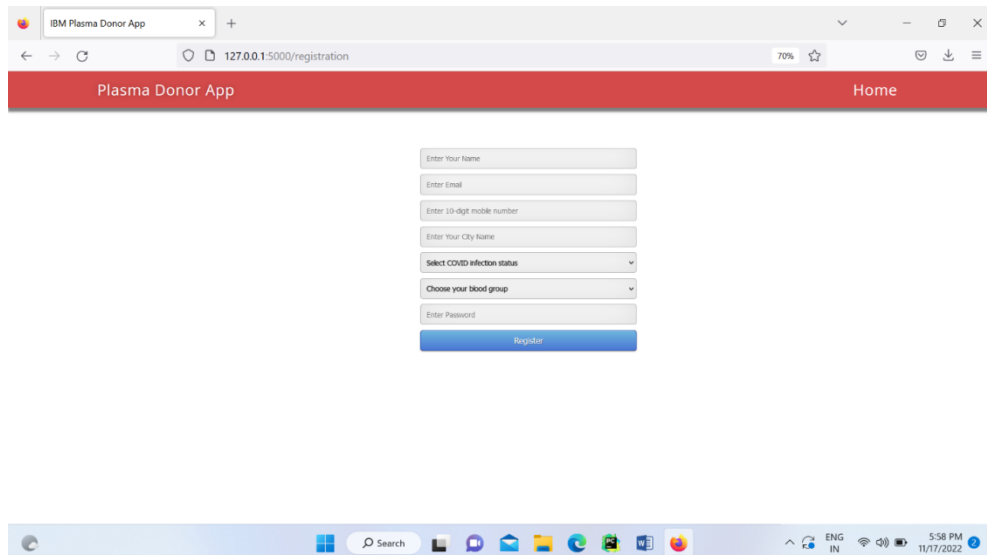 IBM Plasma Donor App
127.0.0.1:5000/registration
70%
Plasma Donor App
Home
Enter Your Name
Enter Email
Enter 10-digit moble number
Enter Your City Name
Select COVID infection status
Choose your blood group
Enter Password
Register
Search
ENG
IN
5:58 PM
11/17/2022
2